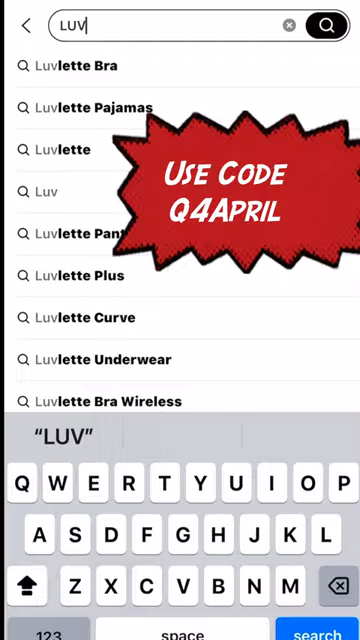 LUV
Luvlette Bra
Luvlette Pajamas
Luvlette
Luv
Luvlette Pant
Luvlette Plus
Luvlette Curve
Luvlette Underwear
Luvlette Bra Wireless
USE CODE
Q4APRIL
“LUV”
Q W E R T Y U I O P
A S D F G H J K L
Z X C V B N M
123 space search